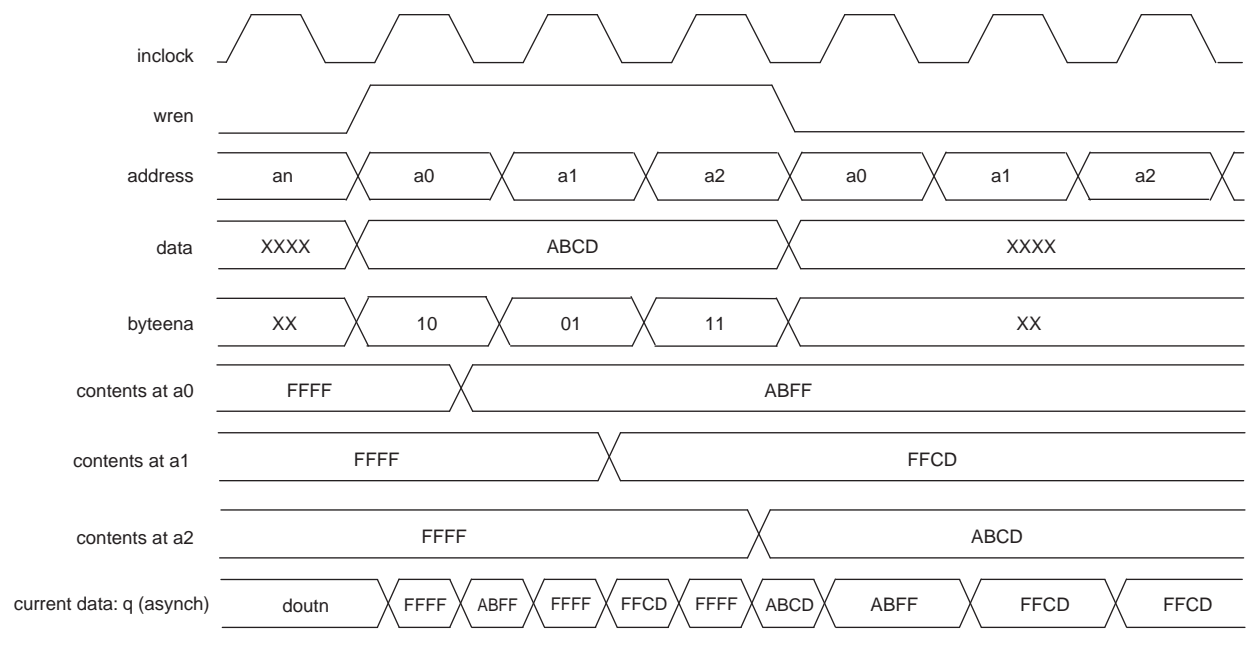 inclock
wren
address an a0 a1 a2 a0 a1 a2
data XXXX ABCD XXXX
byteena XX 10 01 11 XX
contents at a0 FFFF ABFF
contents at a1 FFFF FFCD
contents at a2 FFFF ABCD
current data: q (asynch) doutn FFFF ABFF FFFF FFCD FFFF ABCD ABFF FFCD FFCD